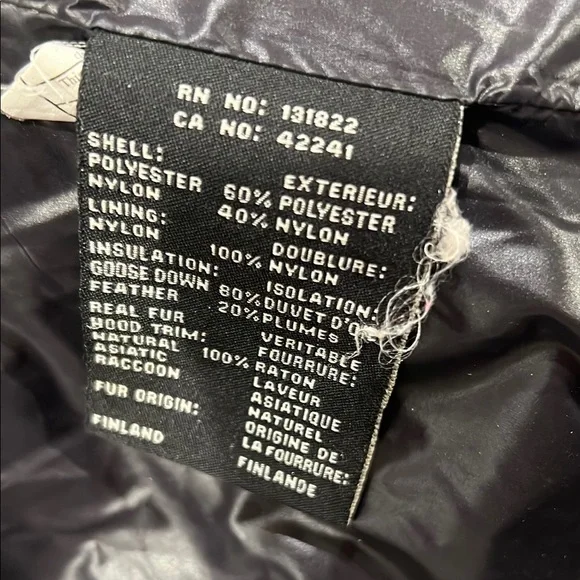 RN NO: 131822
CA NO: 42241
SHELL:
POLYESTER 60%
NYLON 40%
LINING:
NYLON 100%
INSULATION:
GOOSE DOWN 80%
FEATHER 20%
REAL FUR
HOOD TRIM:
NATURAL 100%
ASIATIC
RACCOON
FUR ORIGIN:
FINLAND
EXTERIEUR:
POLYESTER
NYLON
DOUBLURE:
NYLON
ISOLATION:
DUVET D'O
PLUMES
VERITABLE
FOURRURE:
RATON
LAVEUR
ASIATIQUE
NATUREL
ORIGINE DE
LA FOURRURE:
FINLANDE